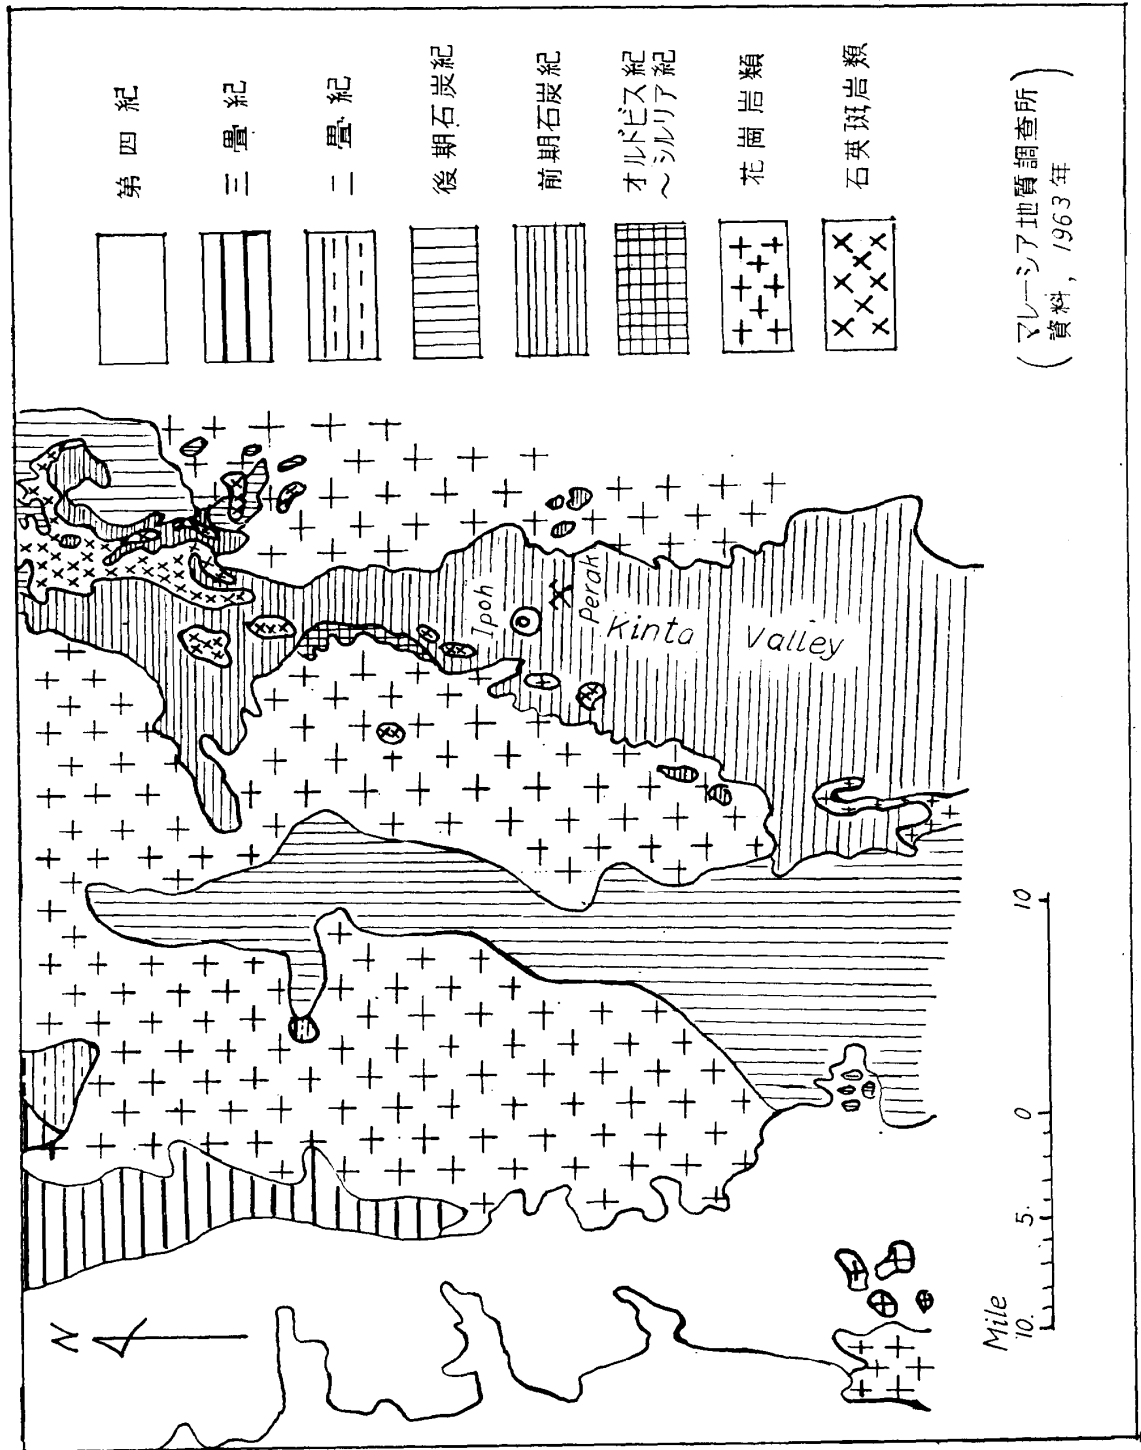 第四紀
三畳紀
二畳紀
後期石炭紀
前期石炭紀
オルドビス紀
～シルリア紀
花崗岩類
石英斑岩類
(マレーシア地質調査所
資料, 1963年)
N
Ipoh
Perak
Kinta Valley
Mile
10. 5. 0 10